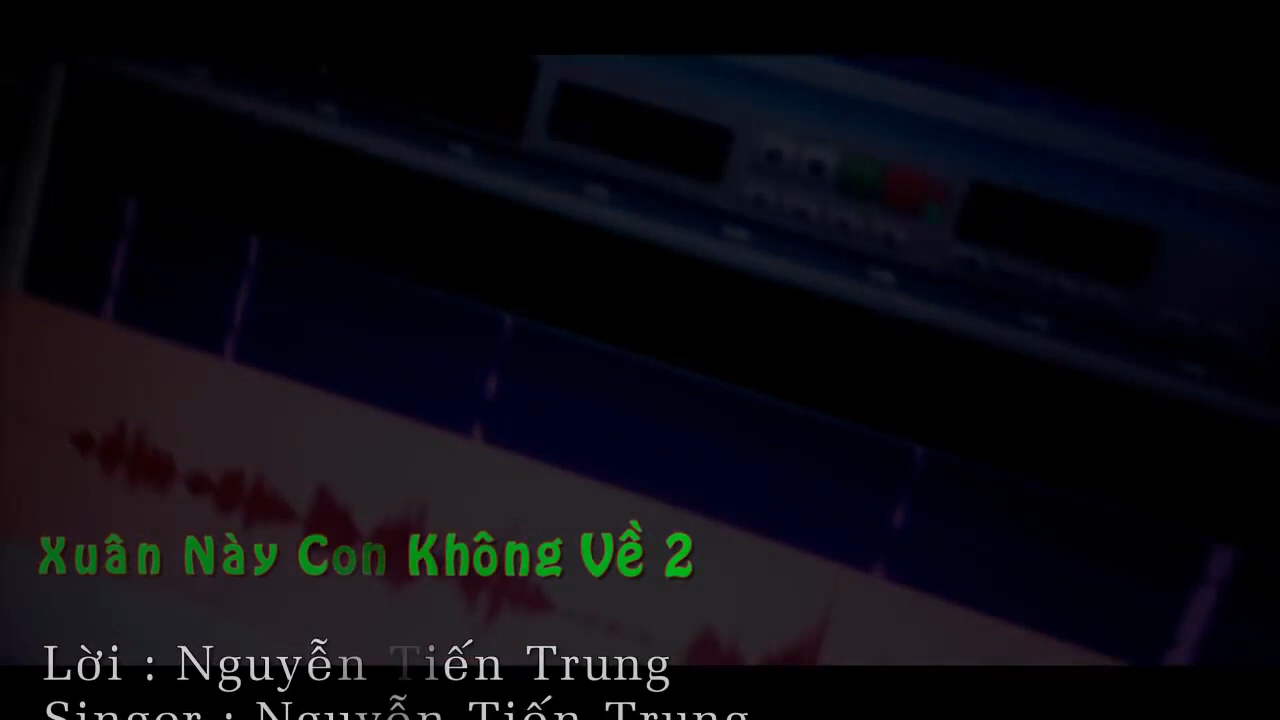 Xuân Này Con Không Về 2
Lời : Nguyễn Tiến Trung
Singer : Nguyễn Tiến Trung